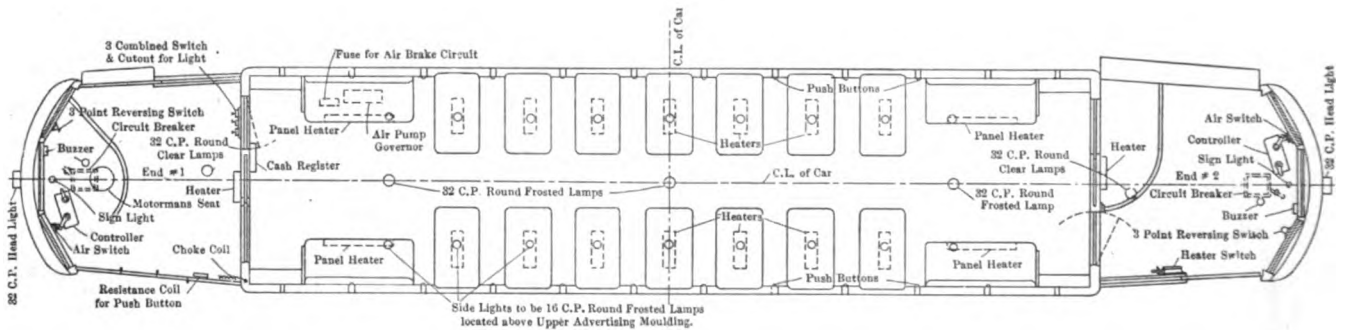 3 Combined Switch
& Cutout for Light
Fuse for Air Brake Circuit
C.L. of Car
32 C.P. Head Light
3 Point Reversing Switch
Circuit Breaker
Buzzer
32 C.P. Round
Clear Lamps
End #1
Cash Register
Heater
Motormans Seat
Sign Light
Controller
Air Switch
Choke Coil
Resistance Coil
for Push Button
Panel Heater
Air Pump
Governor
Heaters
Push Buttons
Panel Heater
32 C.P. Round Frosted Lamps
C.L. of Car
32 C.P. Round
Frosted Lamp
32 C.P. Round
Clear Lamps
Heater
Air Switch
Controller
Sign Light
End #2
Circuit Breaker
Buzzer
3 Point Reversing Switch
Heater Switch
32 C.P. Head Light
Panel Heater
Heaters
Push Buttons
Panel Heater
Side Lights to be 16 C.P. Round Frosted Lamps
located above Upper Advertising Moulding.